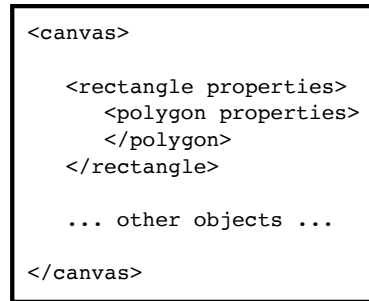 <canvas>
<rectangle properties>
<polygon properties>
</polygon>
</rectangle>
... other objects ...
</canvas>